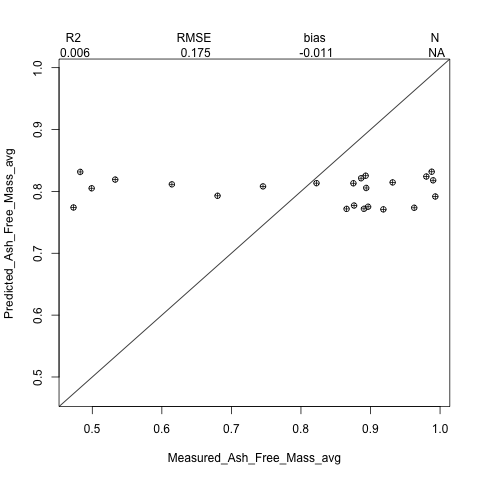 R2 RMSE bias N
0.006 0.175 -0.011 NA
1.0
0.9
0.8
0.7
0.6
0.5
Predicted_Ash_Free_Mass_avg
0.5 0.6 0.7 0.8 0.9 1.0
Measured_Ash_Free_Mass_avg